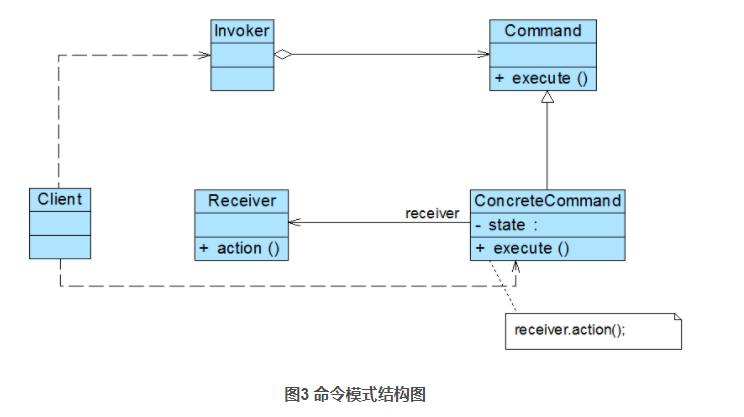 Invoker
Command
+ execute ()
Client
Receiver
+ action ()
receiver
ConcreteCommand
- state :
+ execute ()
receiver.action();
图3 命令模式结构图